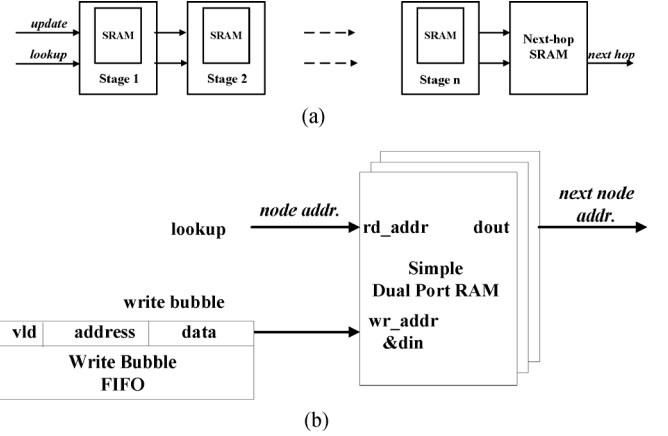 update
lookup
SRAM
Stage 1
SRAM
Stage 2
SRAM
Stage n
Next-hop
SRAM
next hop
(a)
lookup
node addr.
rd_addr
dout
next node
addr.
Simple
Dual Port RAM
wr_addr
&din
write bubble
vld address data
Write Bubble
FIFO
(b)